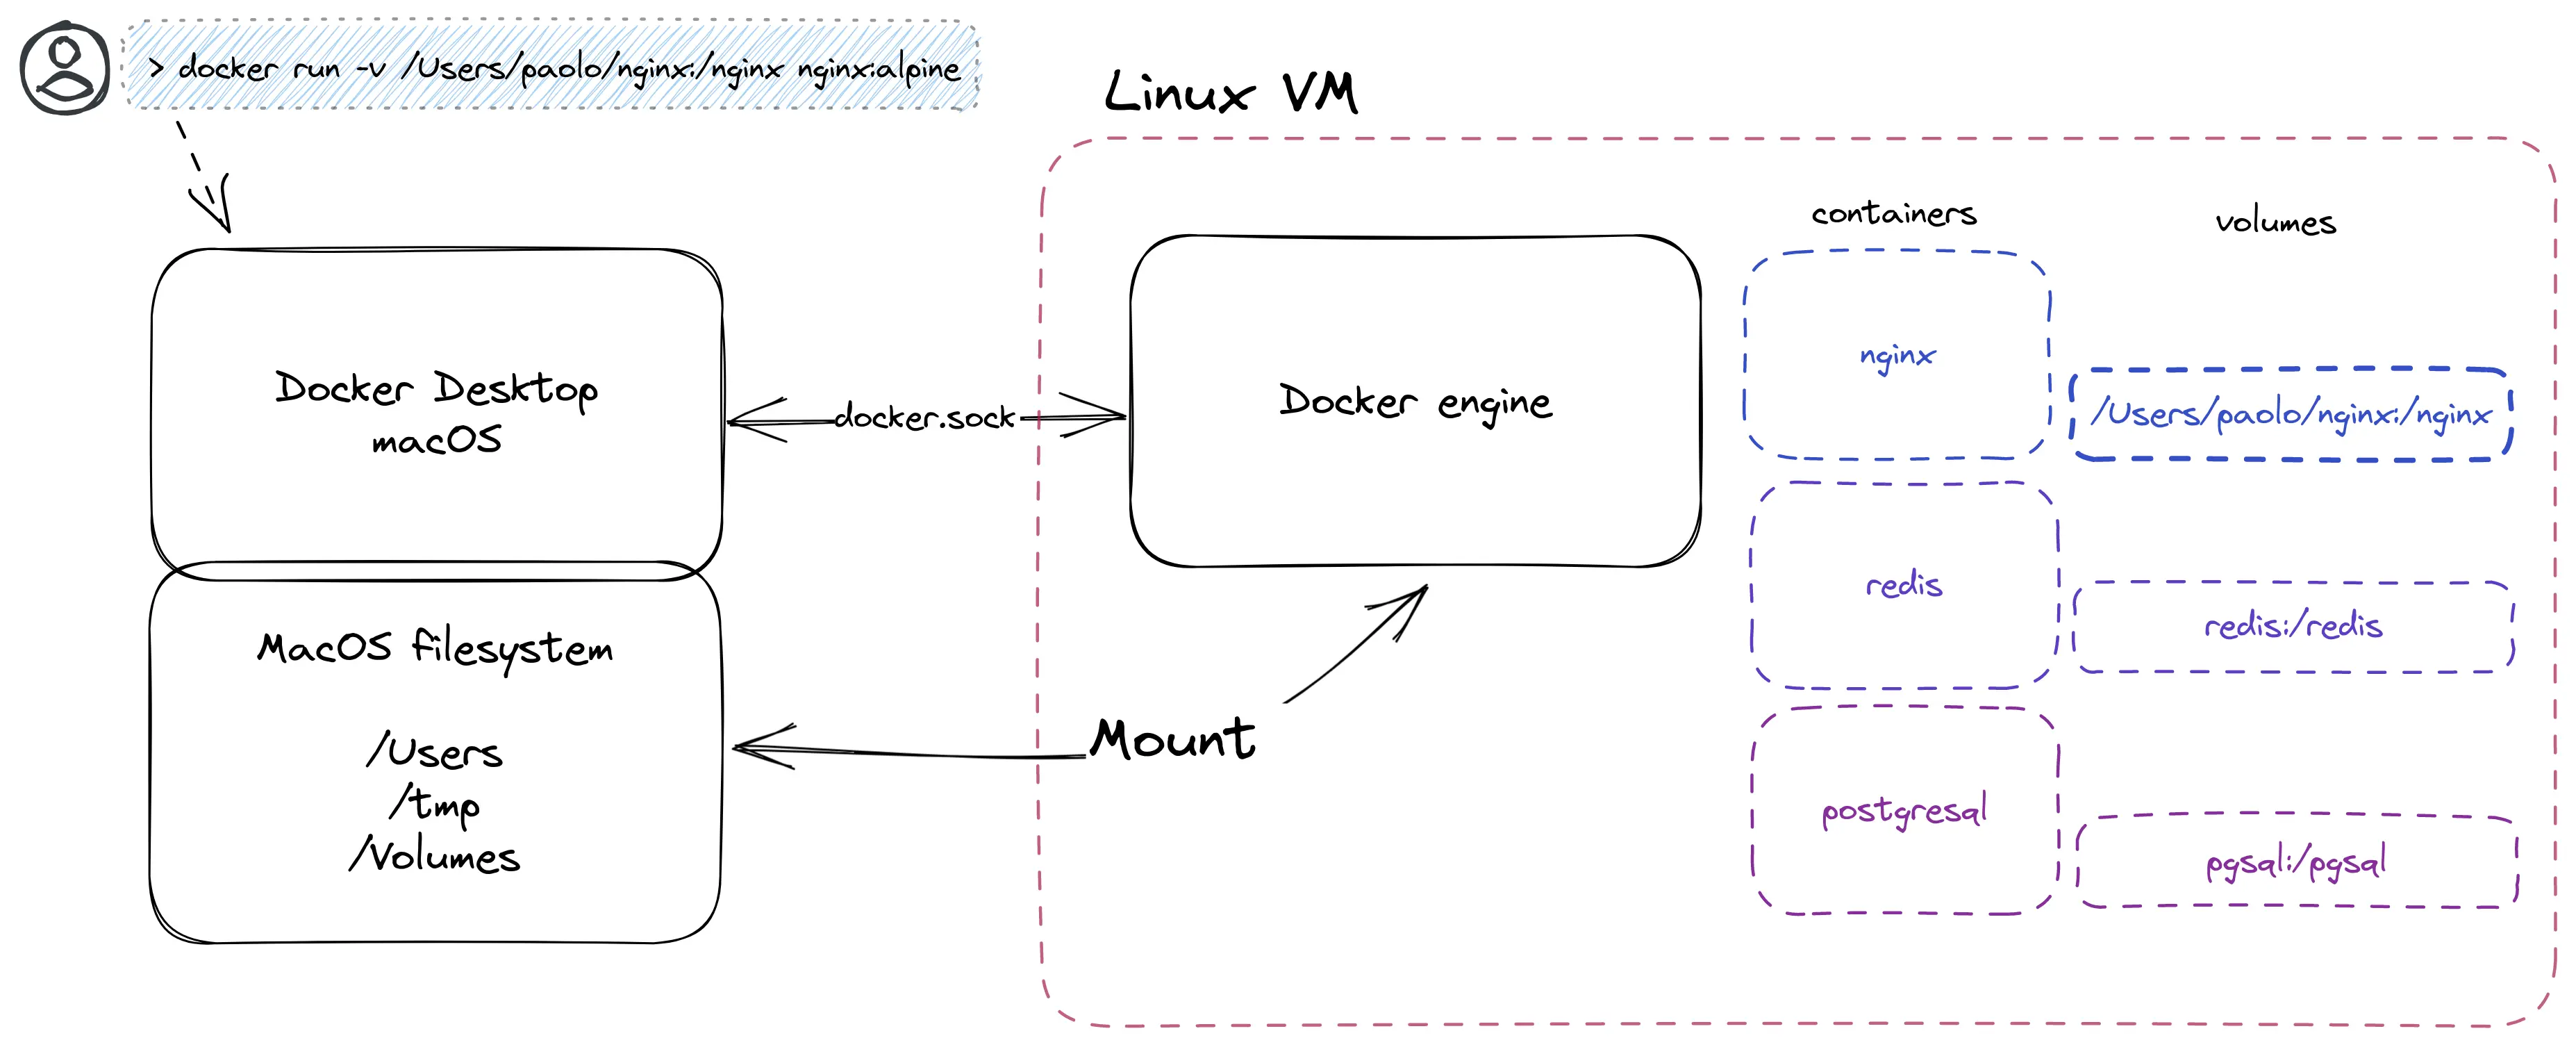 > docker run -v /Users/paolo/nginx:/nginx nginx:alpine
Linux VM
containers
volumes
Docker Desktop
macOS
docker.sock
Docker engine
nginx
/Users/paolo/nginx:/nginx
redis
redis:/redis
MacOS filesystem
/Users
/tmp
/Volumes
Mount
postgresql
pgsql:/pgsql